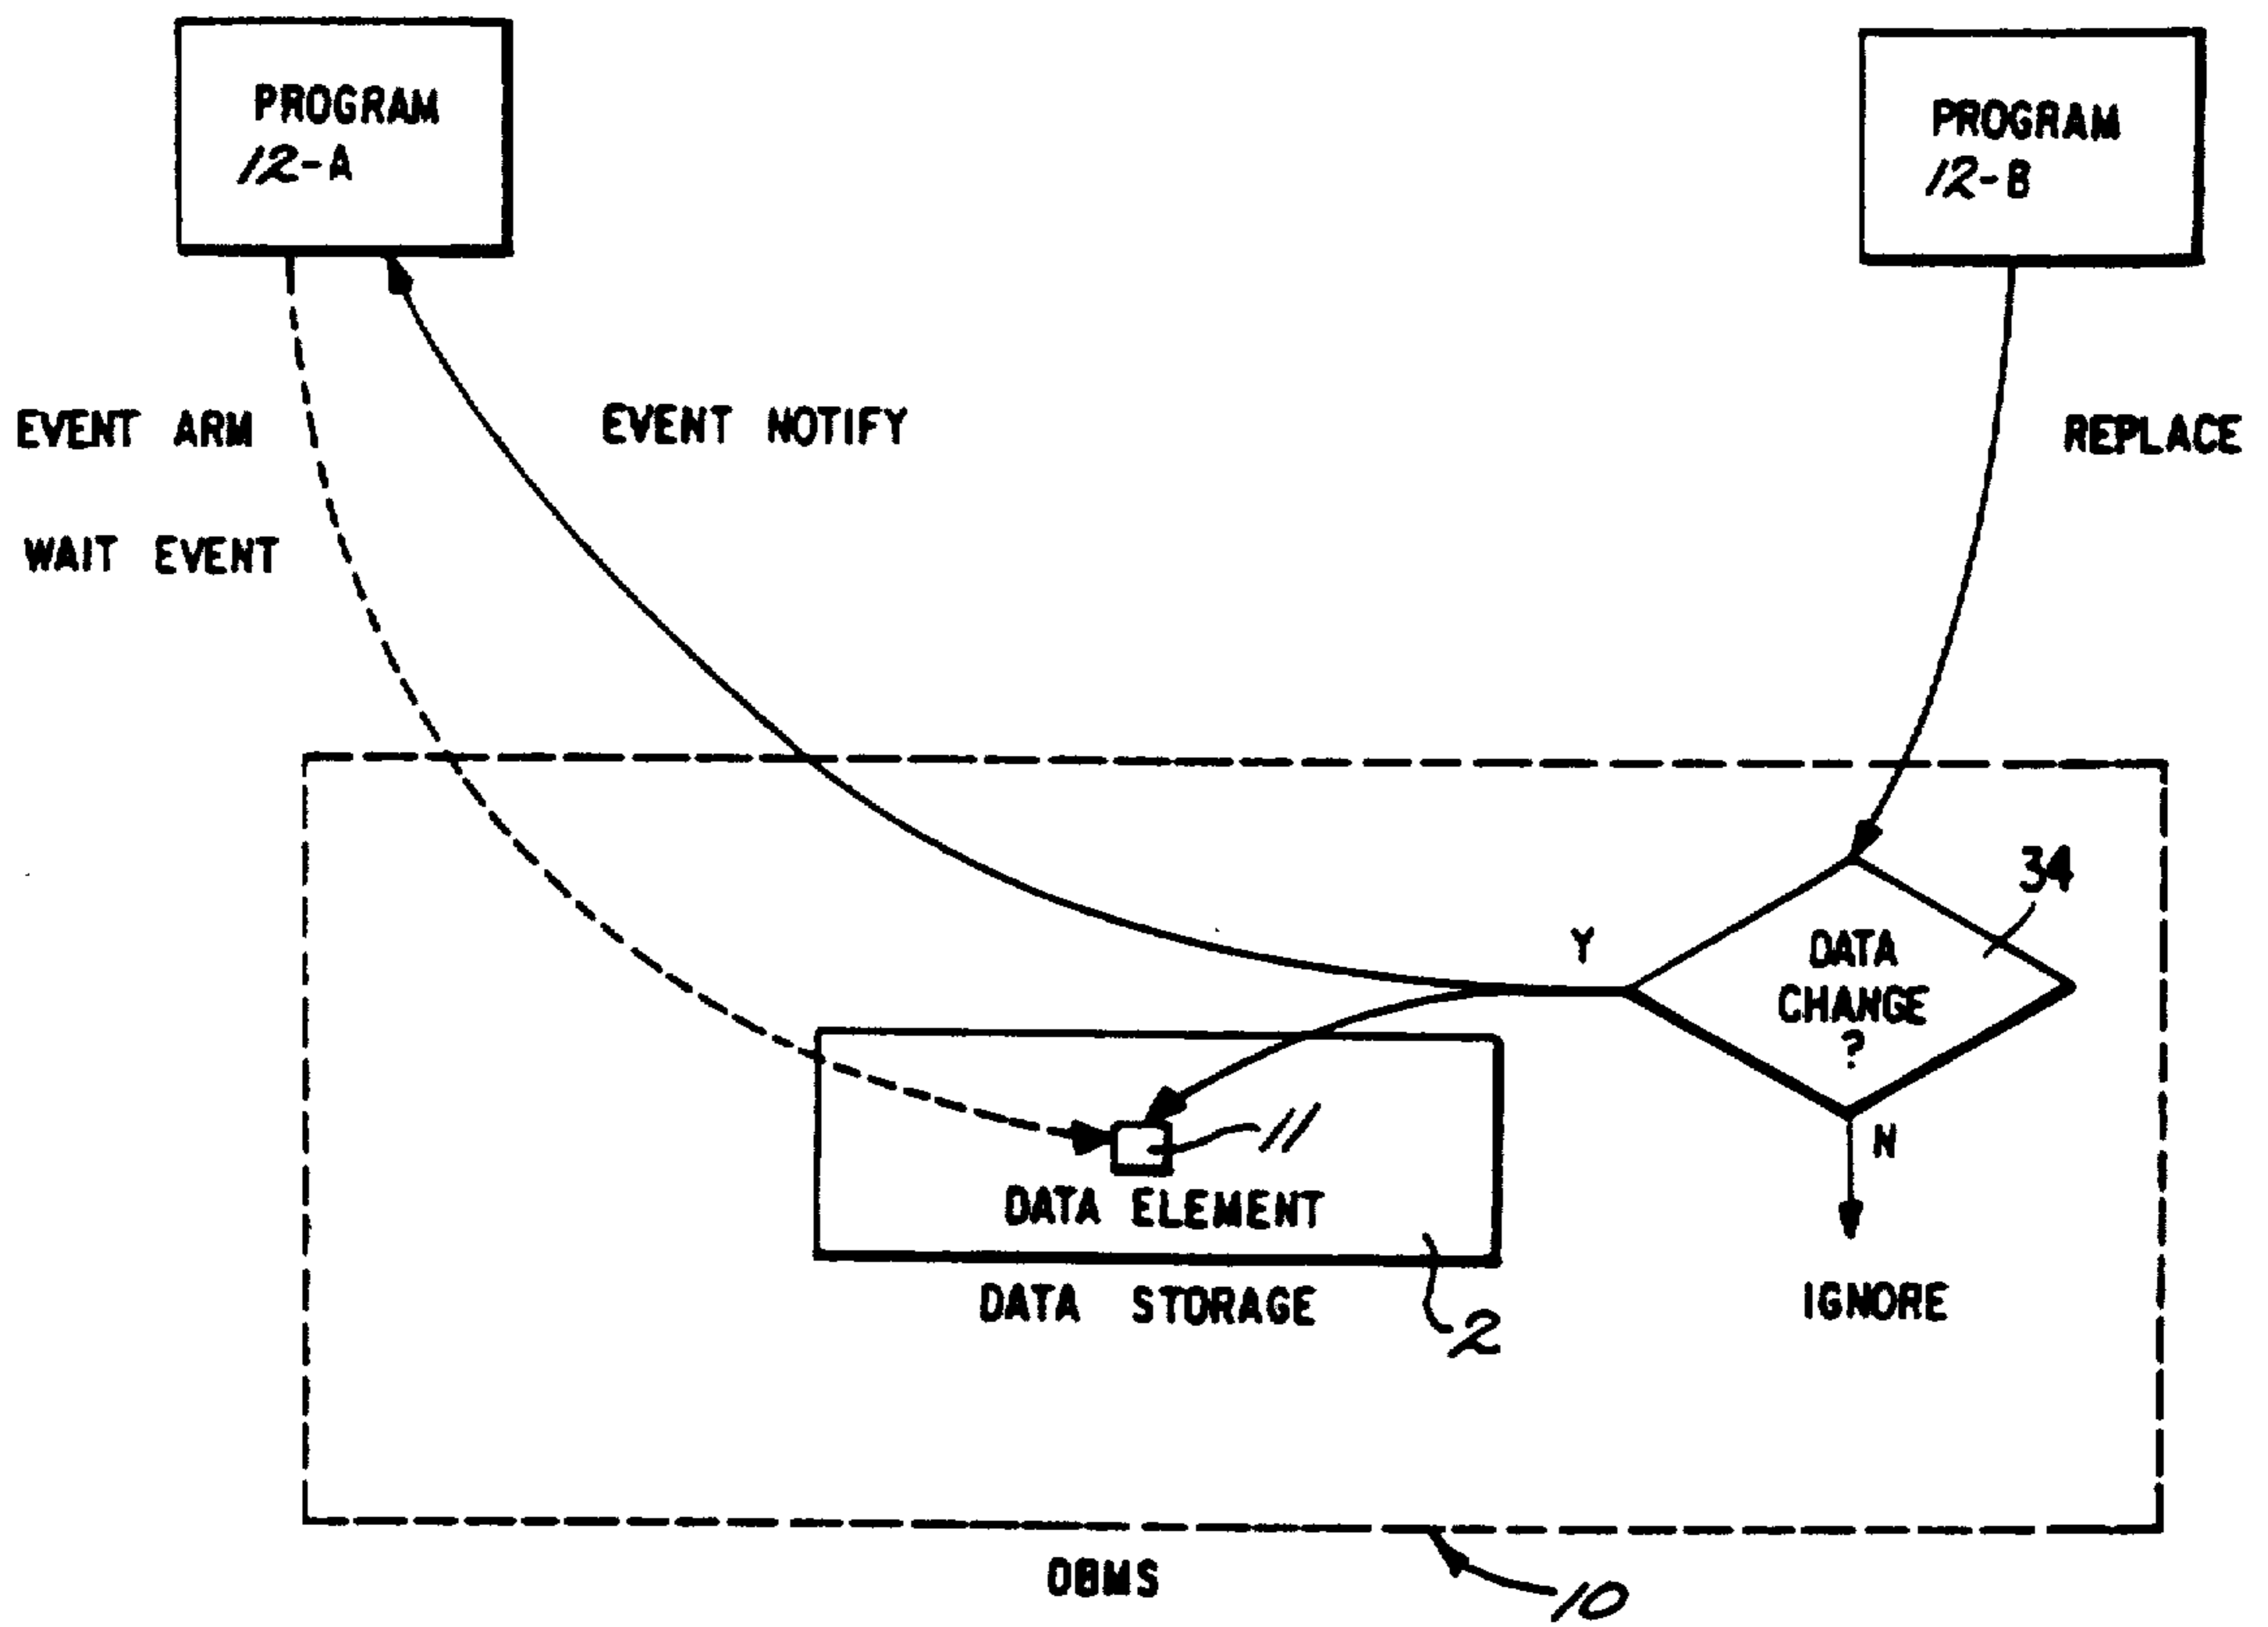 PROGRAM
12-A
PROGRAM
12-B
EVENT ARM
EVENT NOTIFY
REPLACE
WAIT EVENT
34
Y
DATA
CHANGE
?
11
N
DATA ELEMENT
DATA STORAGE
2
IGNORE
DBMS
10